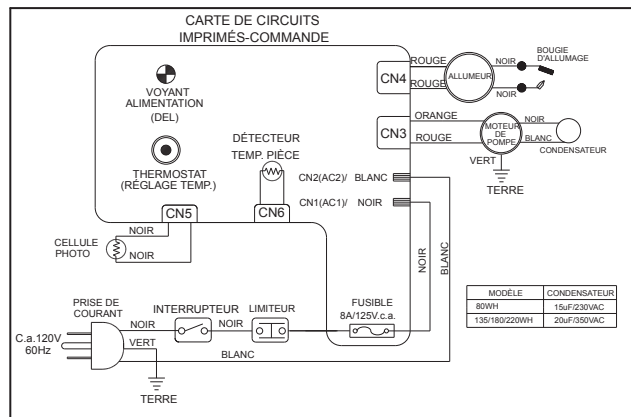 CARTE DE CIRCUITS
IMPRIMÉS-COMMANDE
VOYANT
ALIMENTATION
(DEL)
THERMOSTAT
(RÉGLAGE TEMP.)
DÉTECTEUR
TEMP. PIÈCE
CN4
ROUGE
ROUGE
ALLUMEUR
NOIR
NOIR
BOUGIE
D'ALLUMAGE
CN3
ORANGE
ROUGE
MOTEUR
DE
POMPE
NOIR
BLANC
CONDENSATEUR
VERT
TERRE
CN2(AC2)/ BLANC
CN1(AC1)/ NOIR
CN5
CN6
NOIR
NOIR
CELLULE
PHOTO
NOIR
BLANC
PRISE DE
COURANT
C.a.120V
60Hz
NOIR
INTERRUPTEUR
NOIR
LIMITEUR
FUSIBLE
8A/125V.c.a.
VERT
BLANC
TERRE
MODÈLE CONDENSATEUR
80WH 15uF/230VAC
135/180/220WH 20uF/350VAC